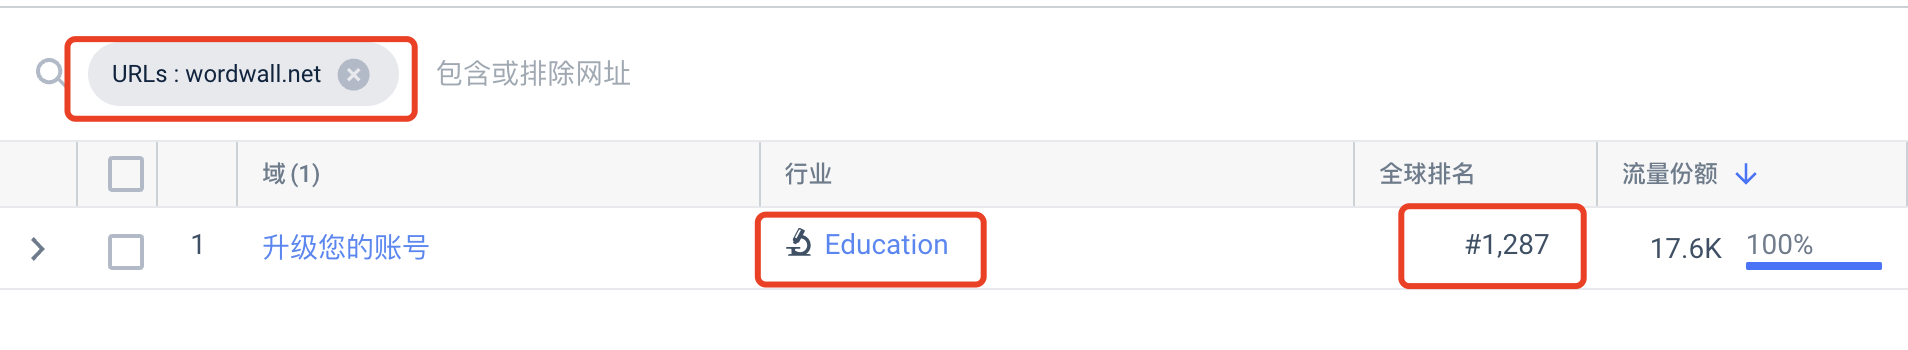 URLs : wordwall.net 包含或排除网址
域 (1) 行业 全球排名 流量份额
1 升级您的账号 Education #1,287 17.6K 100%